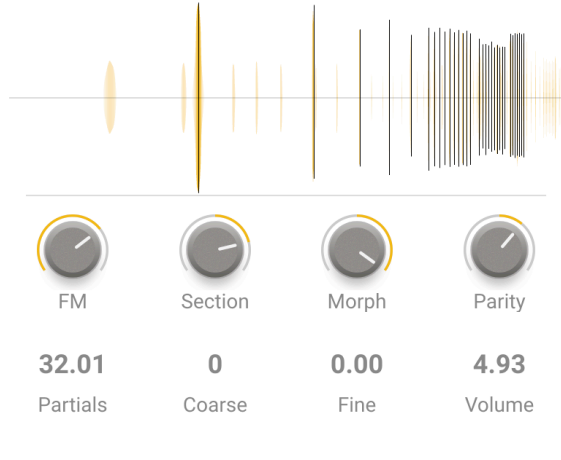 FM Section Morph Parity
32.01 0 0.00 4.93
Partials Coarse Fine Volume